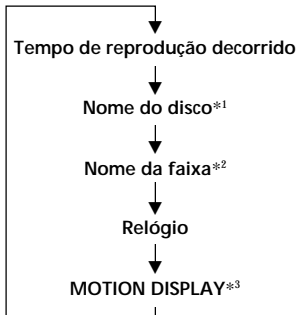 Tempo de reprodução decorrido
Nome do disco*1
Nome da faixa*2
Relógio
MOTION DISPLAY*3